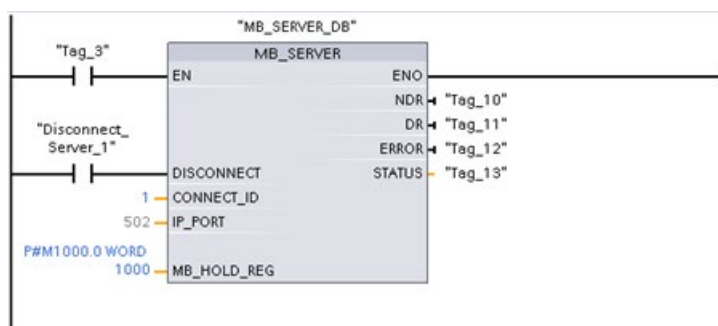 "MB_SERVER_DB"
"Tag_3"
MB_SERVER
EN
ENO
NDR
"Tag_10"
DR
"Tag_11"
"Disconnect_
Server_1"
ERROR
"Tag_12"
DISCONNECT
STATUS
"Tag_13"
1
CONNECT_ID
502
IP_PORT
P#M1000.0 WORD
1000
MB_HOLD_REG